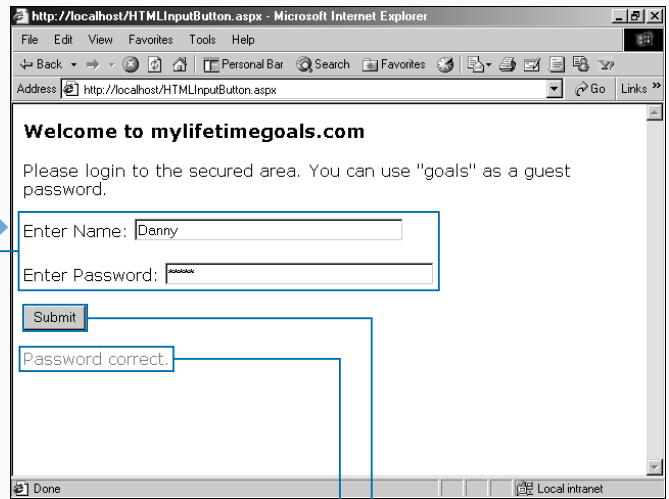 http://localhost/HTMLInputButton.aspx - Microsoft Internet Explorer
File Edit View Favorites Tools Help
Back Personal Bar Search Favorites
Address http://localhost/HTMLInputButton.aspx Go Links »
Welcome to mylifetimegoals.com
Please login to the secured area. You can use "goals" as a guest
password.
Enter Name: Danny
Enter Password: *****
Submit
Password correct.
Done Local intranet